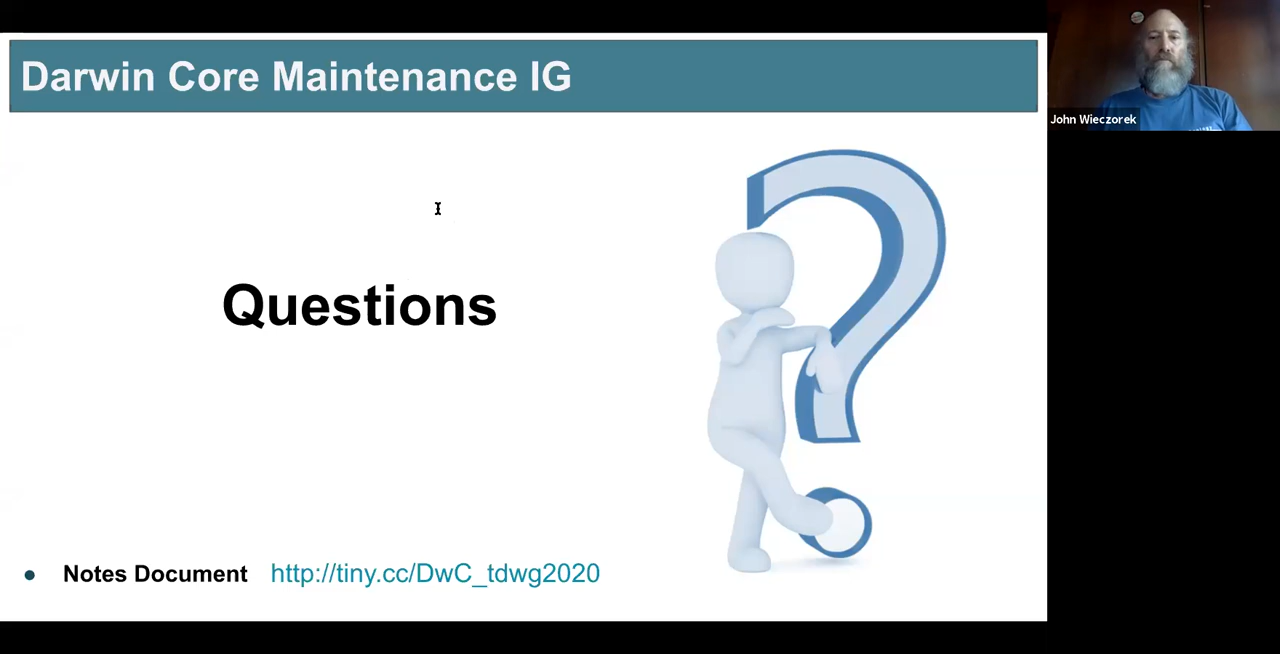 Darwin Core Maintenance IG
John Wieczorek
Questions
● Notes Document http://tiny.cc/DwC_tdwg2020